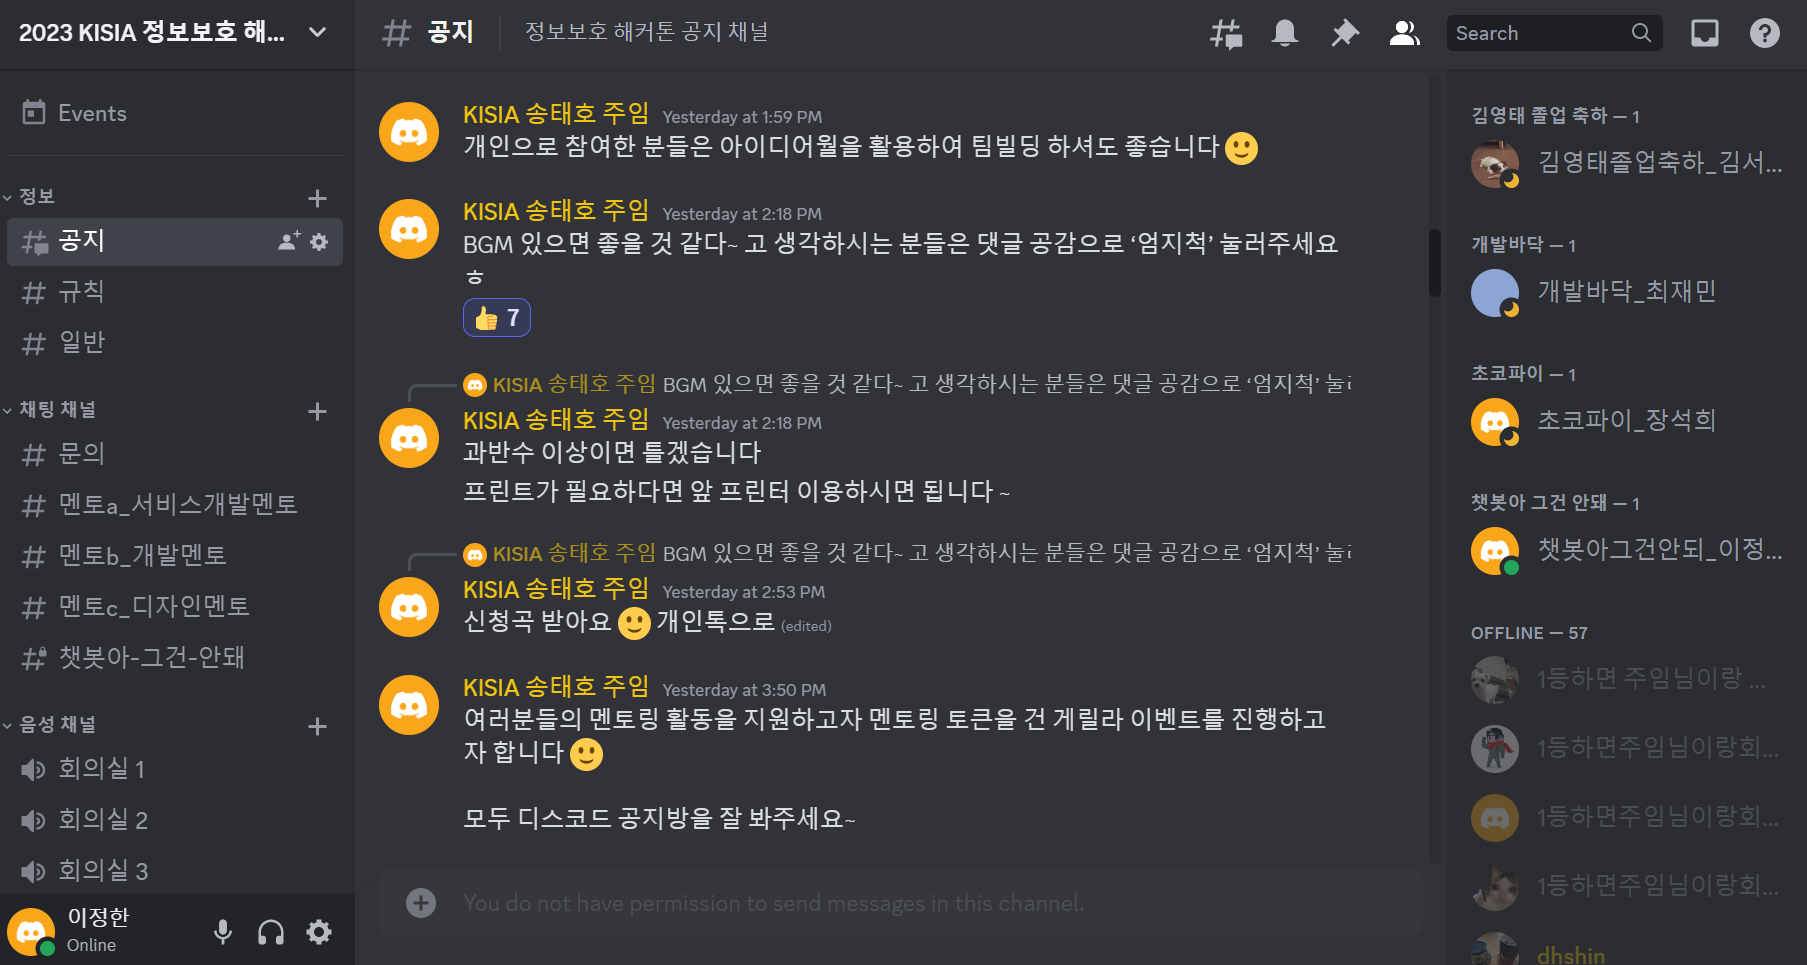 2023 KISIA 정보보호 해...
Events
정보
공지
규칙
일반
채팅 채널
문의
멘토a_서비스개발멘토
멘토b_개발멘토
멘토c_디자인멘토
챗봇아-그건-안돼
음성 채널
회의실 1
회의실 2
회의실 3
이정한
Online
공지
정보보호 해커톤 공지 채널
Search
KISIA 송태호 주임 Yesterday at 1:59 PM
개인으로 참여한 분들은 아이디어월을 활용하여 팀빌딩 하셔도 좋습니다🙂
KISIA 송태호 주임 Yesterday at 2:18 PM
BGM 있으면 좋을 것 같다~ 고 생각하시는 분들은 댓글 공감으로 ‘엄지척’ 눌러주세요
ㅎ
👍 7
KISIA 송태호 주임 BGM 있으면 좋을 것 같다~ 고 생각하시는 분들은 댓글 공감으로 ‘엄지척’ 눌러
KISIA 송태호 주임 Yesterday at 2:18 PM
과반수 이상이면 틀겠습니다
프린트가 필요하다면 앞 프린터 이용하시면 됩니다 ~
KISIA 송태호 주임 BGM 있으면 좋을 것 같다~ 고 생각하시는 분들은 댓글 공감으로 ‘엄지척’ 눌러
KISIA 송태호 주임 Yesterday at 2:53 PM
신청곡 받아요 🙂 개인톡으로 (edited)
KISIA 송태호 주임 Yesterday at 3:50 PM
여러분들의 멘토링 활동을 지원하고자 멘토링 토큰을 건 게릴라 이벤트를 진행하고
자 합니다 🙂
모두 디스코드 공지방을 잘 봐주세요~
You do not have permission to send messages in this channel.
김영태 졸업 축하 — 1
김영태졸업축하_김서...
개발바닥 — 1
개발바닥_최재민
초코파이 — 1
초코파이_장석희
챗봇아 그건 안돼 — 1
챗봇아그건안되_이정...
OFFLINE — 57
1등하면 주임님이랑 ...
1등하면주임님이랑회...
1등하면주임님이랑회...
1등하면주임님이랑회...
dhshin